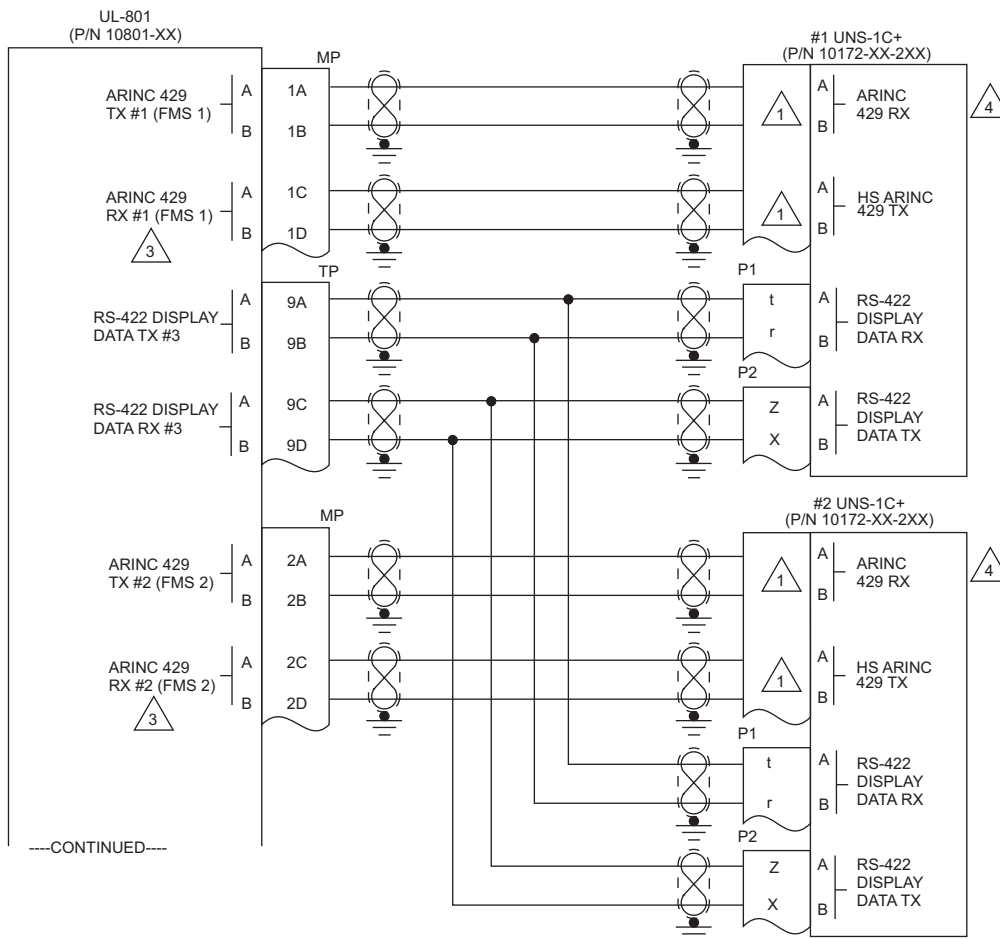 UL-801
(P/N 10801-XX)
MP
ARINC 429
TX #1 (FMS 1)
A
B
1A
1B
ARINC 429
RX #1 (FMS 1)
3
A
B
1C
1D
TP
RS-422 DISPLAY
DATA TX #3
A
B
9A
9B
RS-422 DISPLAY
DATA RX #3
A
B
9C
9D
MP
ARINC 429
TX #2 (FMS 2)
A
B
2A
2B
ARINC 429
RX #2 (FMS 2)
3
A
B
2C
2D
----CONTINUED----
#1 UNS-1C+
(P/N 10172-XX-2XX)
1
A
B
ARINC
429 RX
4
1
A
B
HS ARINC
429 TX
P1
t
r
A
B
RS-422
DISPLAY
DATA RX
P2
Z
X
A
B
RS-422
DISPLAY
DATA TX
#2 UNS-1C+
(P/N 10172-XX-2XX)
1
A
B
ARINC
429 RX
4
1
A
B
HS ARINC
429 TX
P1
t
r
A
B
RS-422
DISPLAY
DATA RX
P2
Z
X
A
B
RS-422
DISPLAY
DATA TX